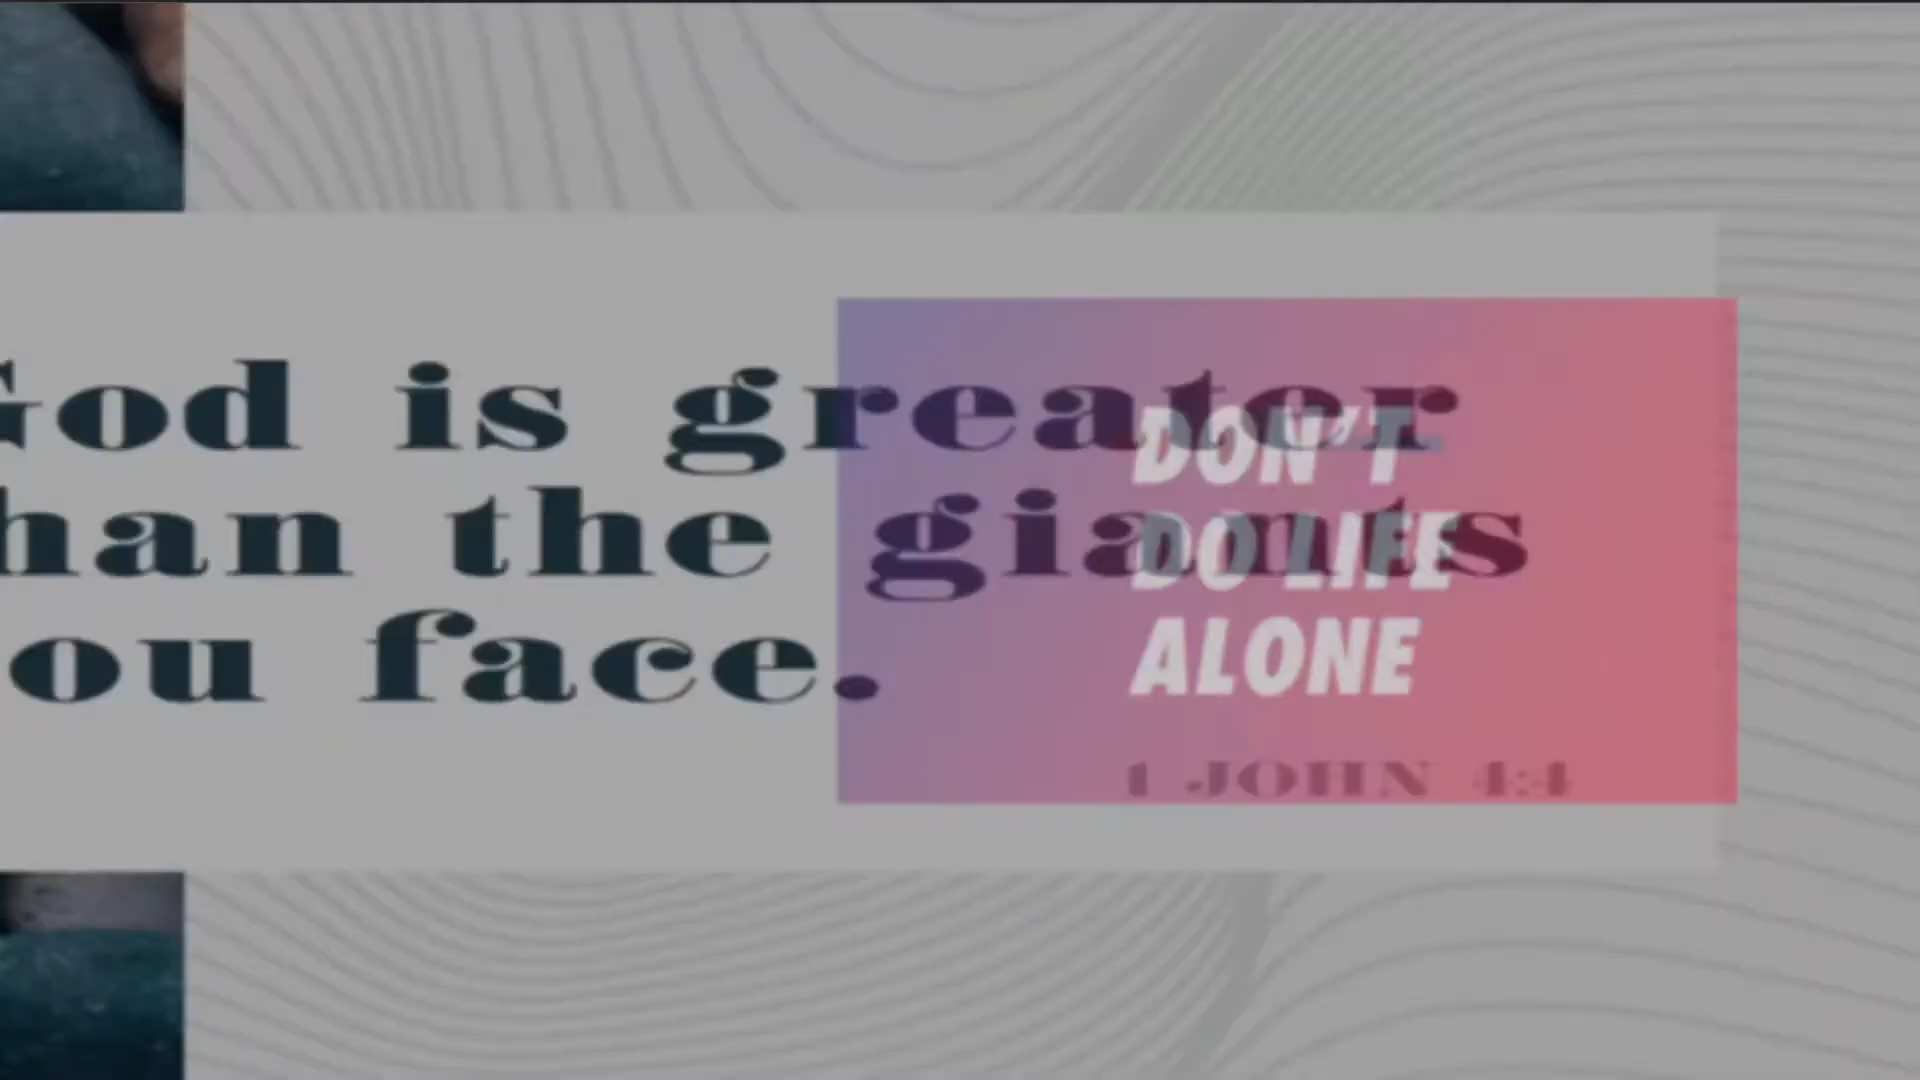 God is greater
han the giants
ou face.
1 JOHN 4:4
DON'T
DO LIFE
ALONE